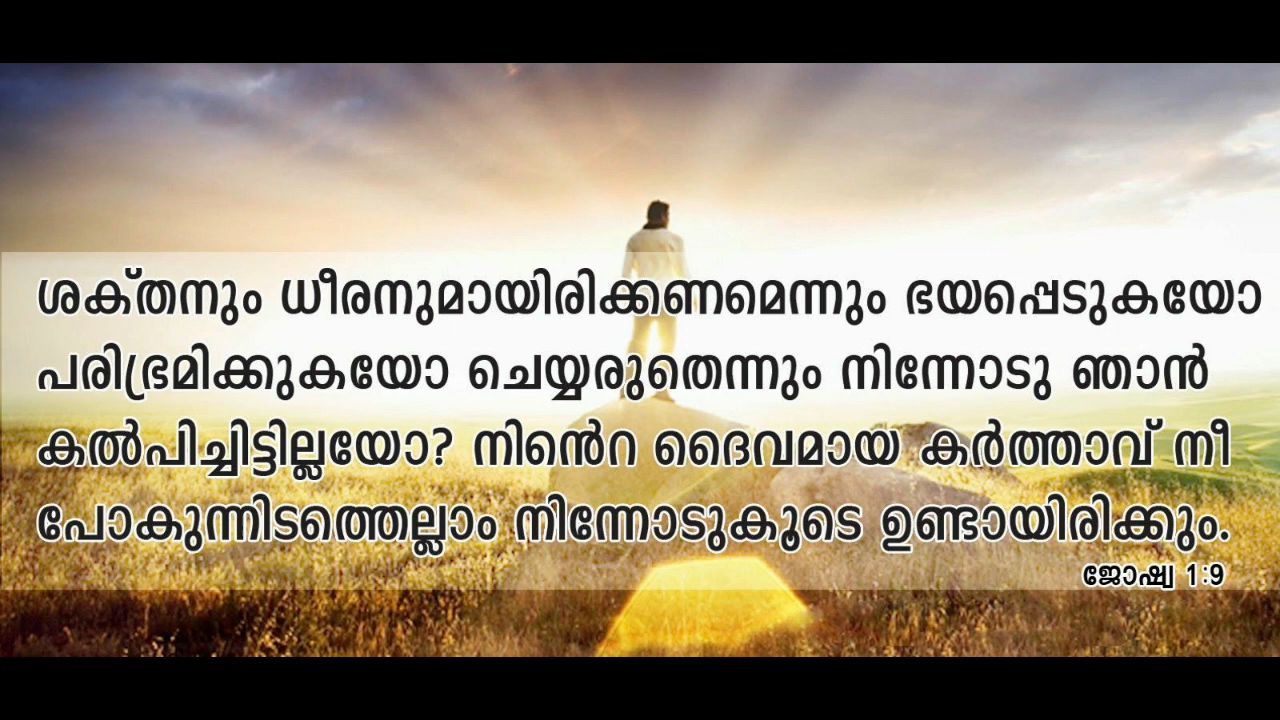 ശക്തനും ധീരനുമായിരിക്കണമെന്നും ഭയപ്പെടുകയോ
പരിഭ്രമിക്കുകയോ ചെയ്യരുതെന്നും നിന്നോടു ഞാൻ
കൽപിച്ചിട്ടില്ലയോ? നിൻെറ ദൈവമായ കർത്താവ് നീ
പോകുന്നിടത്തെല്ലാം നിന്നോടുകൂടെ ഉണ്ടായിരിക്കും.
ജോഷ്വ 1:9